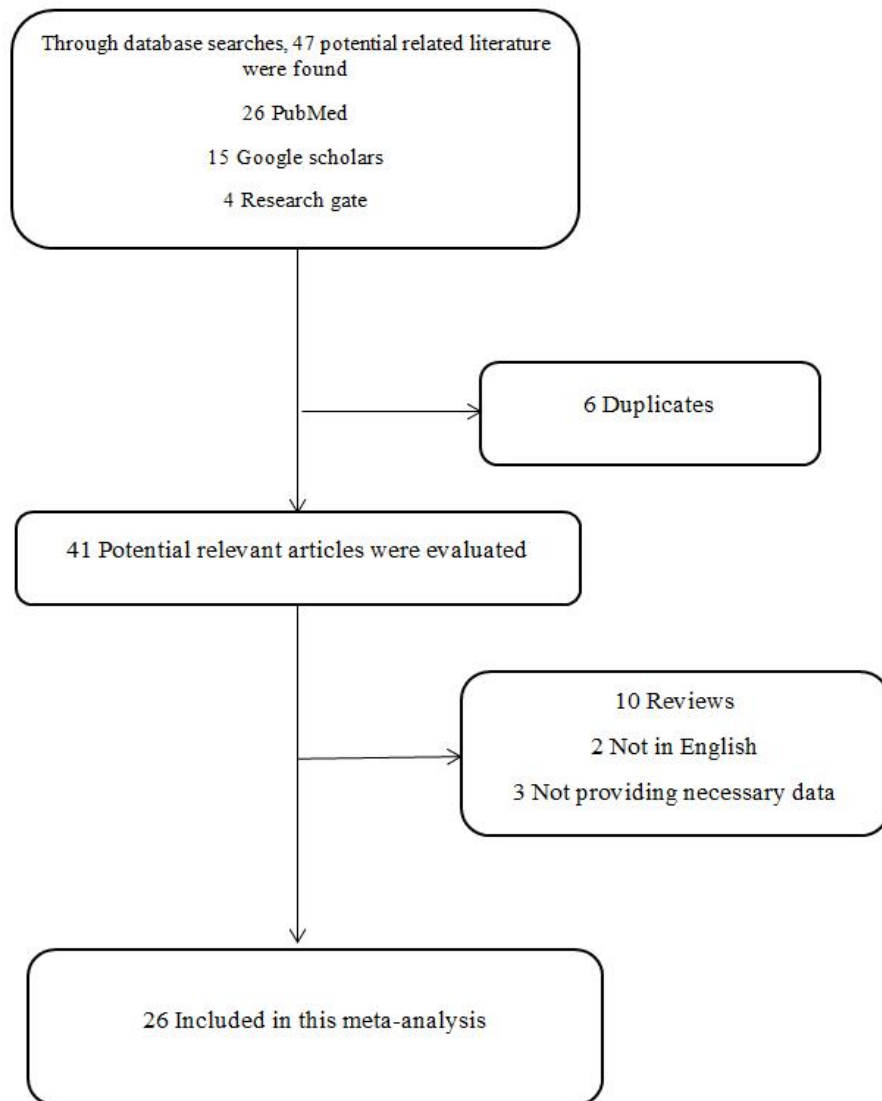 Through database searches, 47 potential related literature
were found
26 PubMed
15 Google scholars
4 Research gate
6 Duplicates
41 Potential relevant articles were evaluated
10 Reviews
2 Not in English
3 Not providing necessary data
26 Included in this meta-analysis